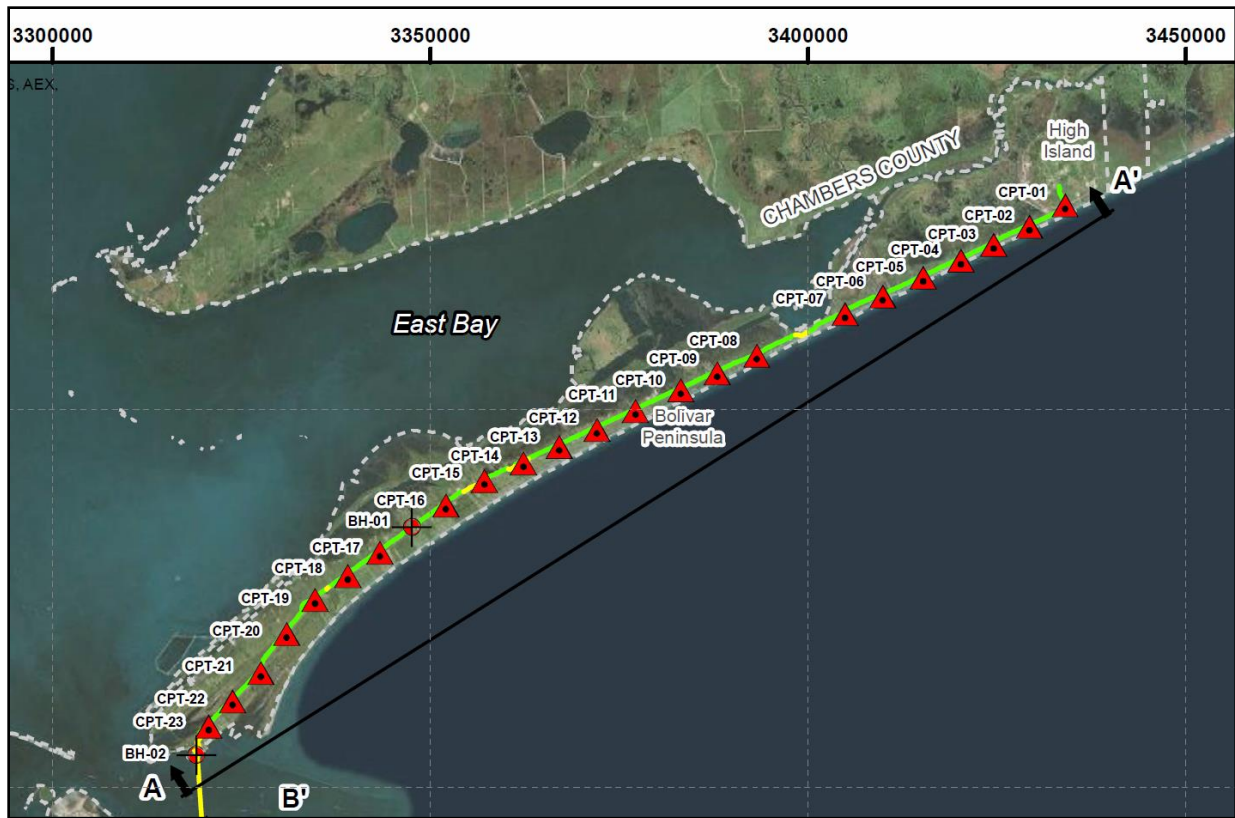 3300000
3350000
3400000
3450000
S, AEX,
High
Island
CHAMBERS COUNTY
A'
CPT-01
CPT-02
CPT-03
CPT-04
CPT-05
CPT-06
CPT-07
East Bay
CPT-08
CPT-09
CPT-10
CPT-11
Bolivar
Peninsula
CPT-12
CPT-13
CPT-14
CPT-15
CPT-16
BH-01
CPT-17
CPT-18
CPT-19
CPT-20
CPT-21
CPT-22
CPT-23
BH-02
A
B'